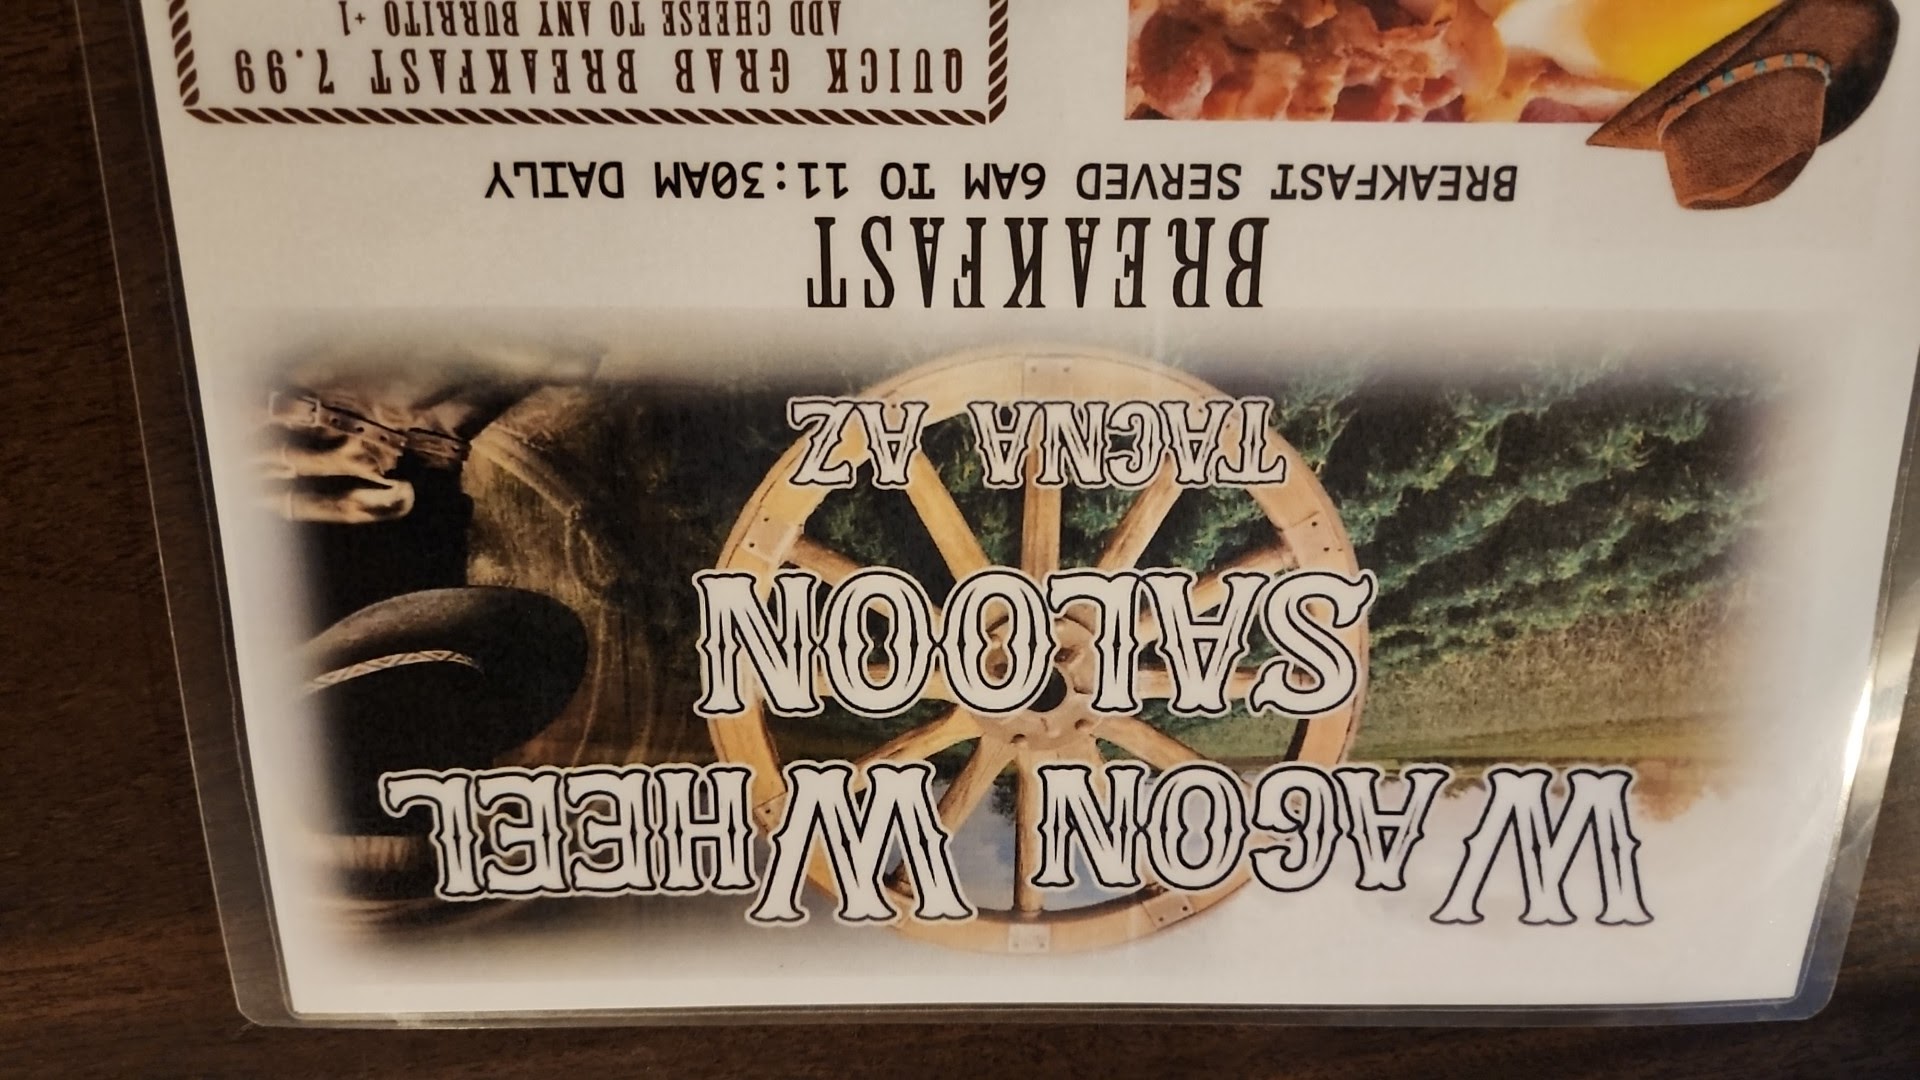 WAGON WHEEL
SALOON
TACNA AZ
BREAKFAST
BREAKFAST SERVED 6AM TO 11:30AM DAILY
QUICK GRAB BREAKFAST 7.99
ADD CHEESE TO ANY BURRITO +1